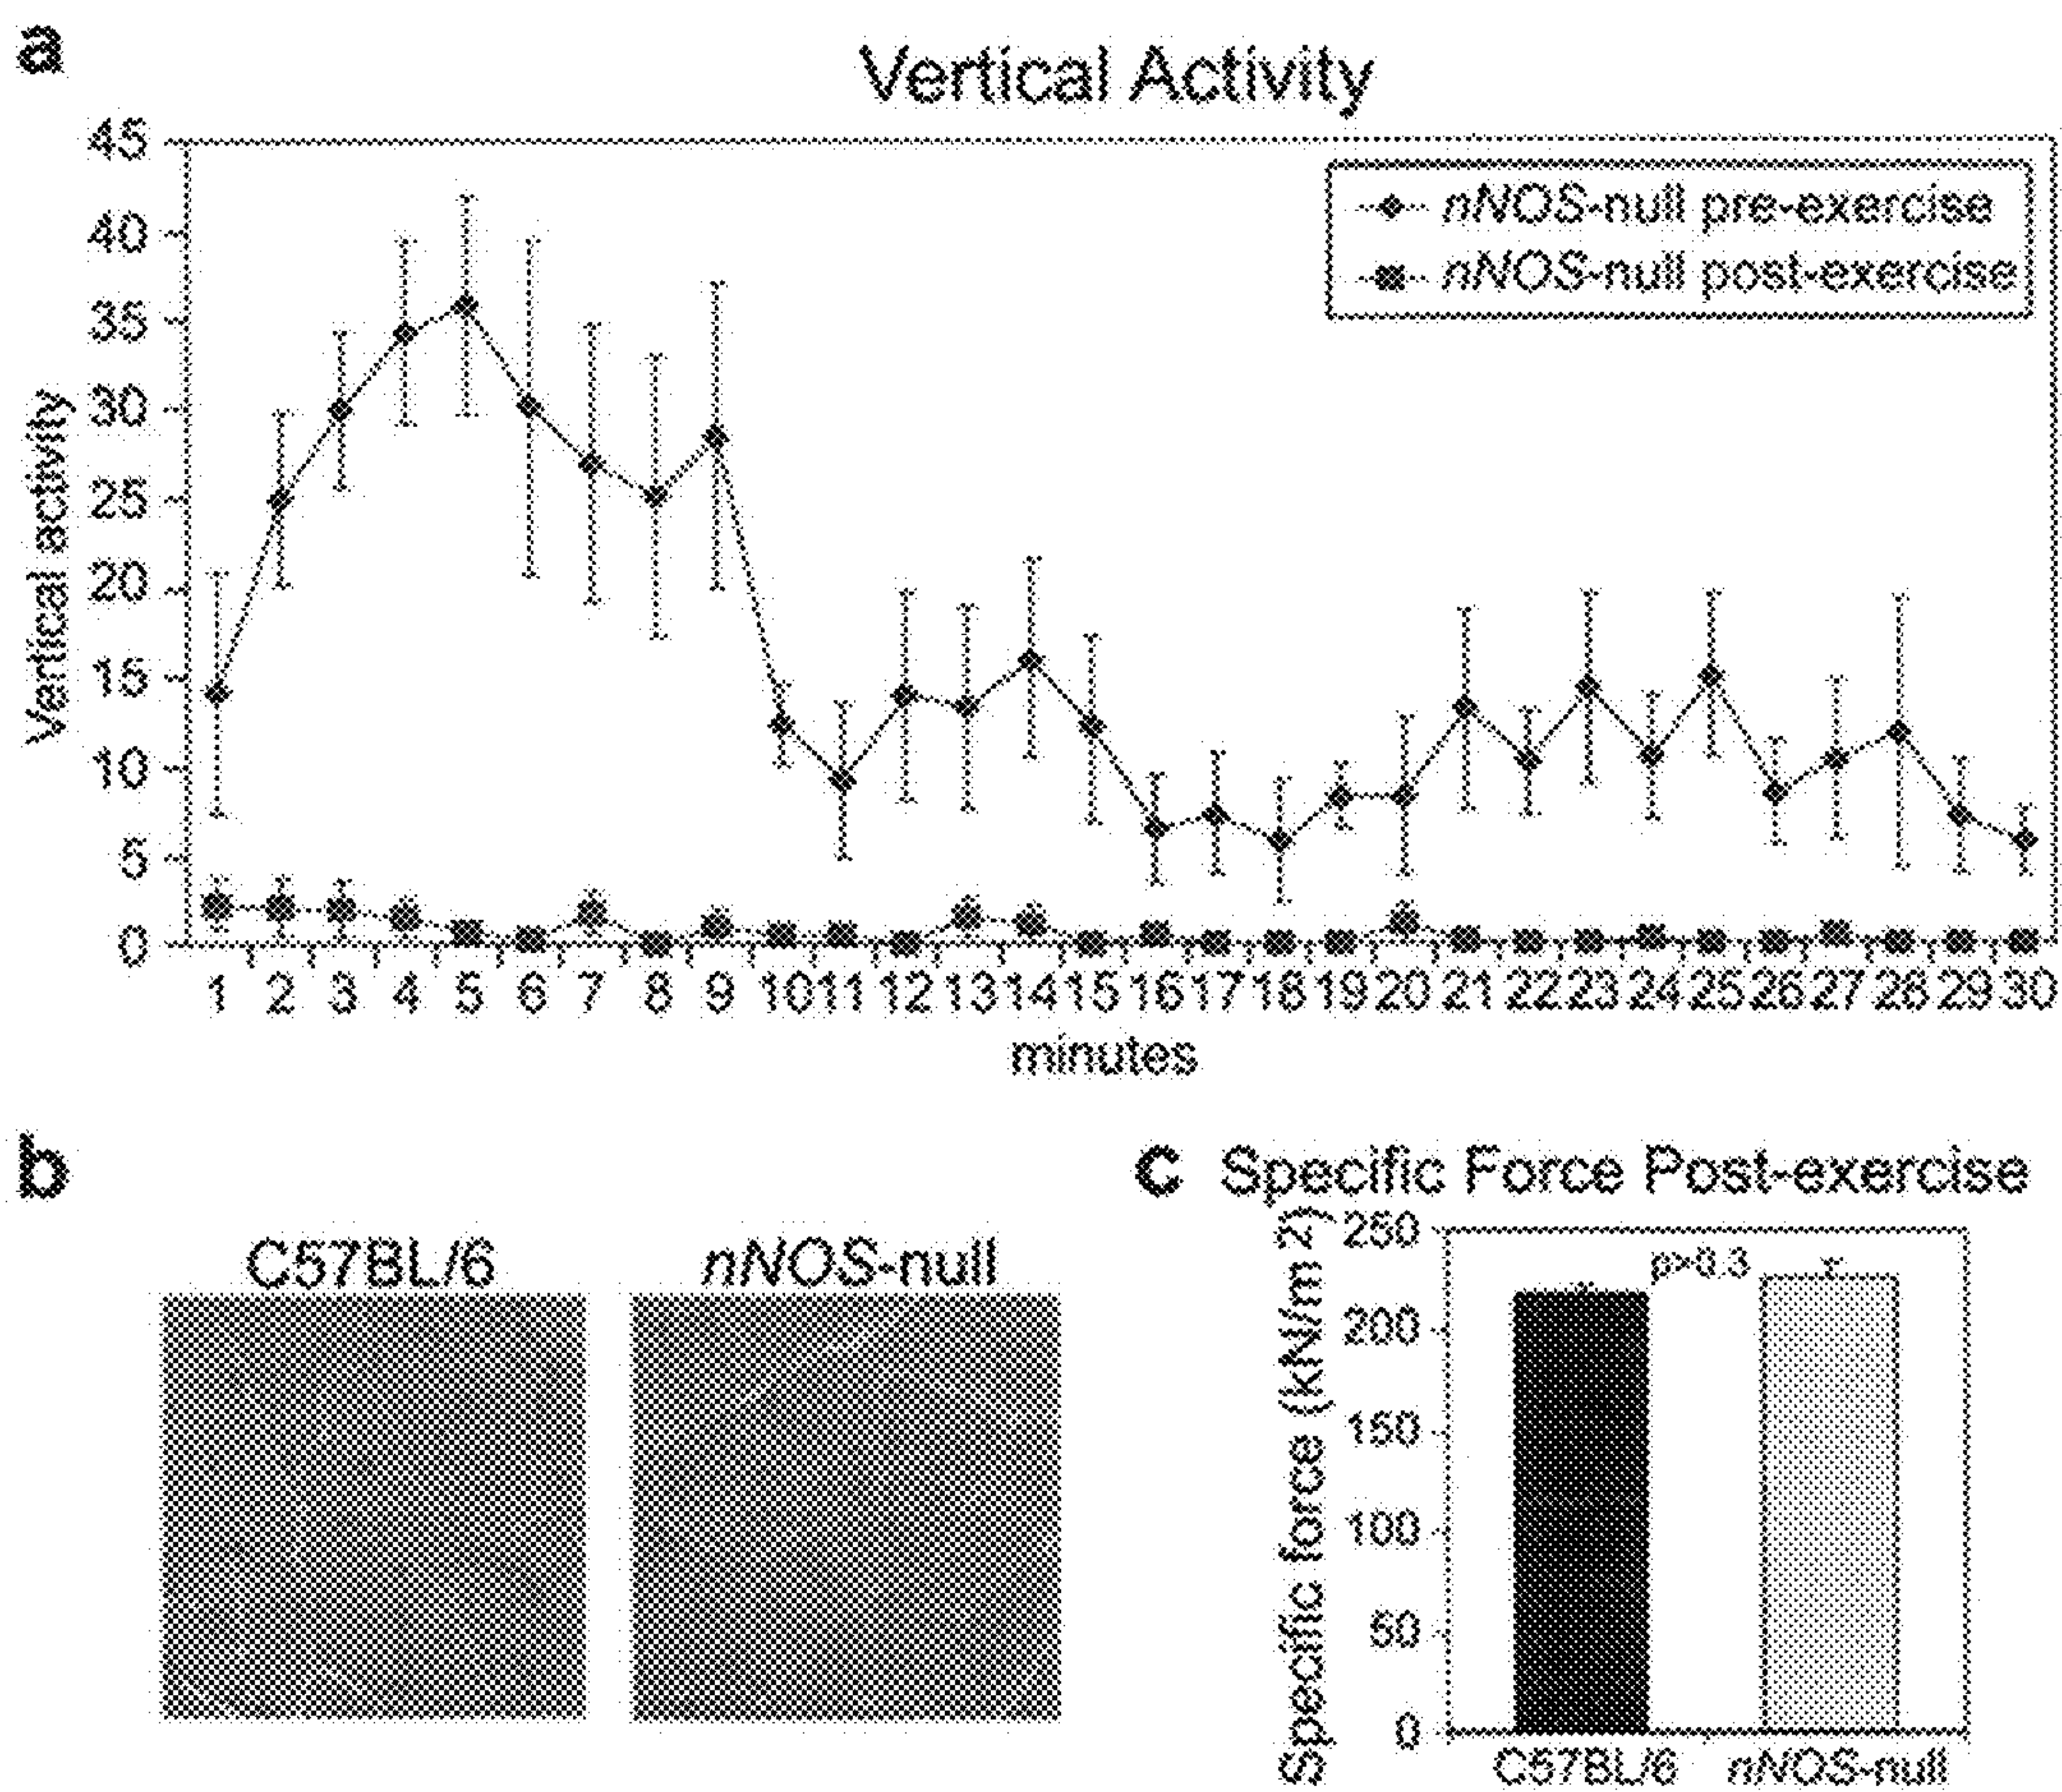 a
Vertical Activity
45
40
35
30
25
20
15
10
5
0
Vertical activity
nNOS-null pre-exercise
nNOS-null post-exercise
1 2 3 4 5 6 7 8 9 10 11 12 13 14 15 16 17 18 19 20 21 22 23 24 25 26 27 28 29 30
minutes
b
C57BL/6 nNOS-null
c Specific Force Post-exercise
Specific force (kN/m 2)
250
200
150
100
50
0
p>0.3
C57BL/6 nNOS-null